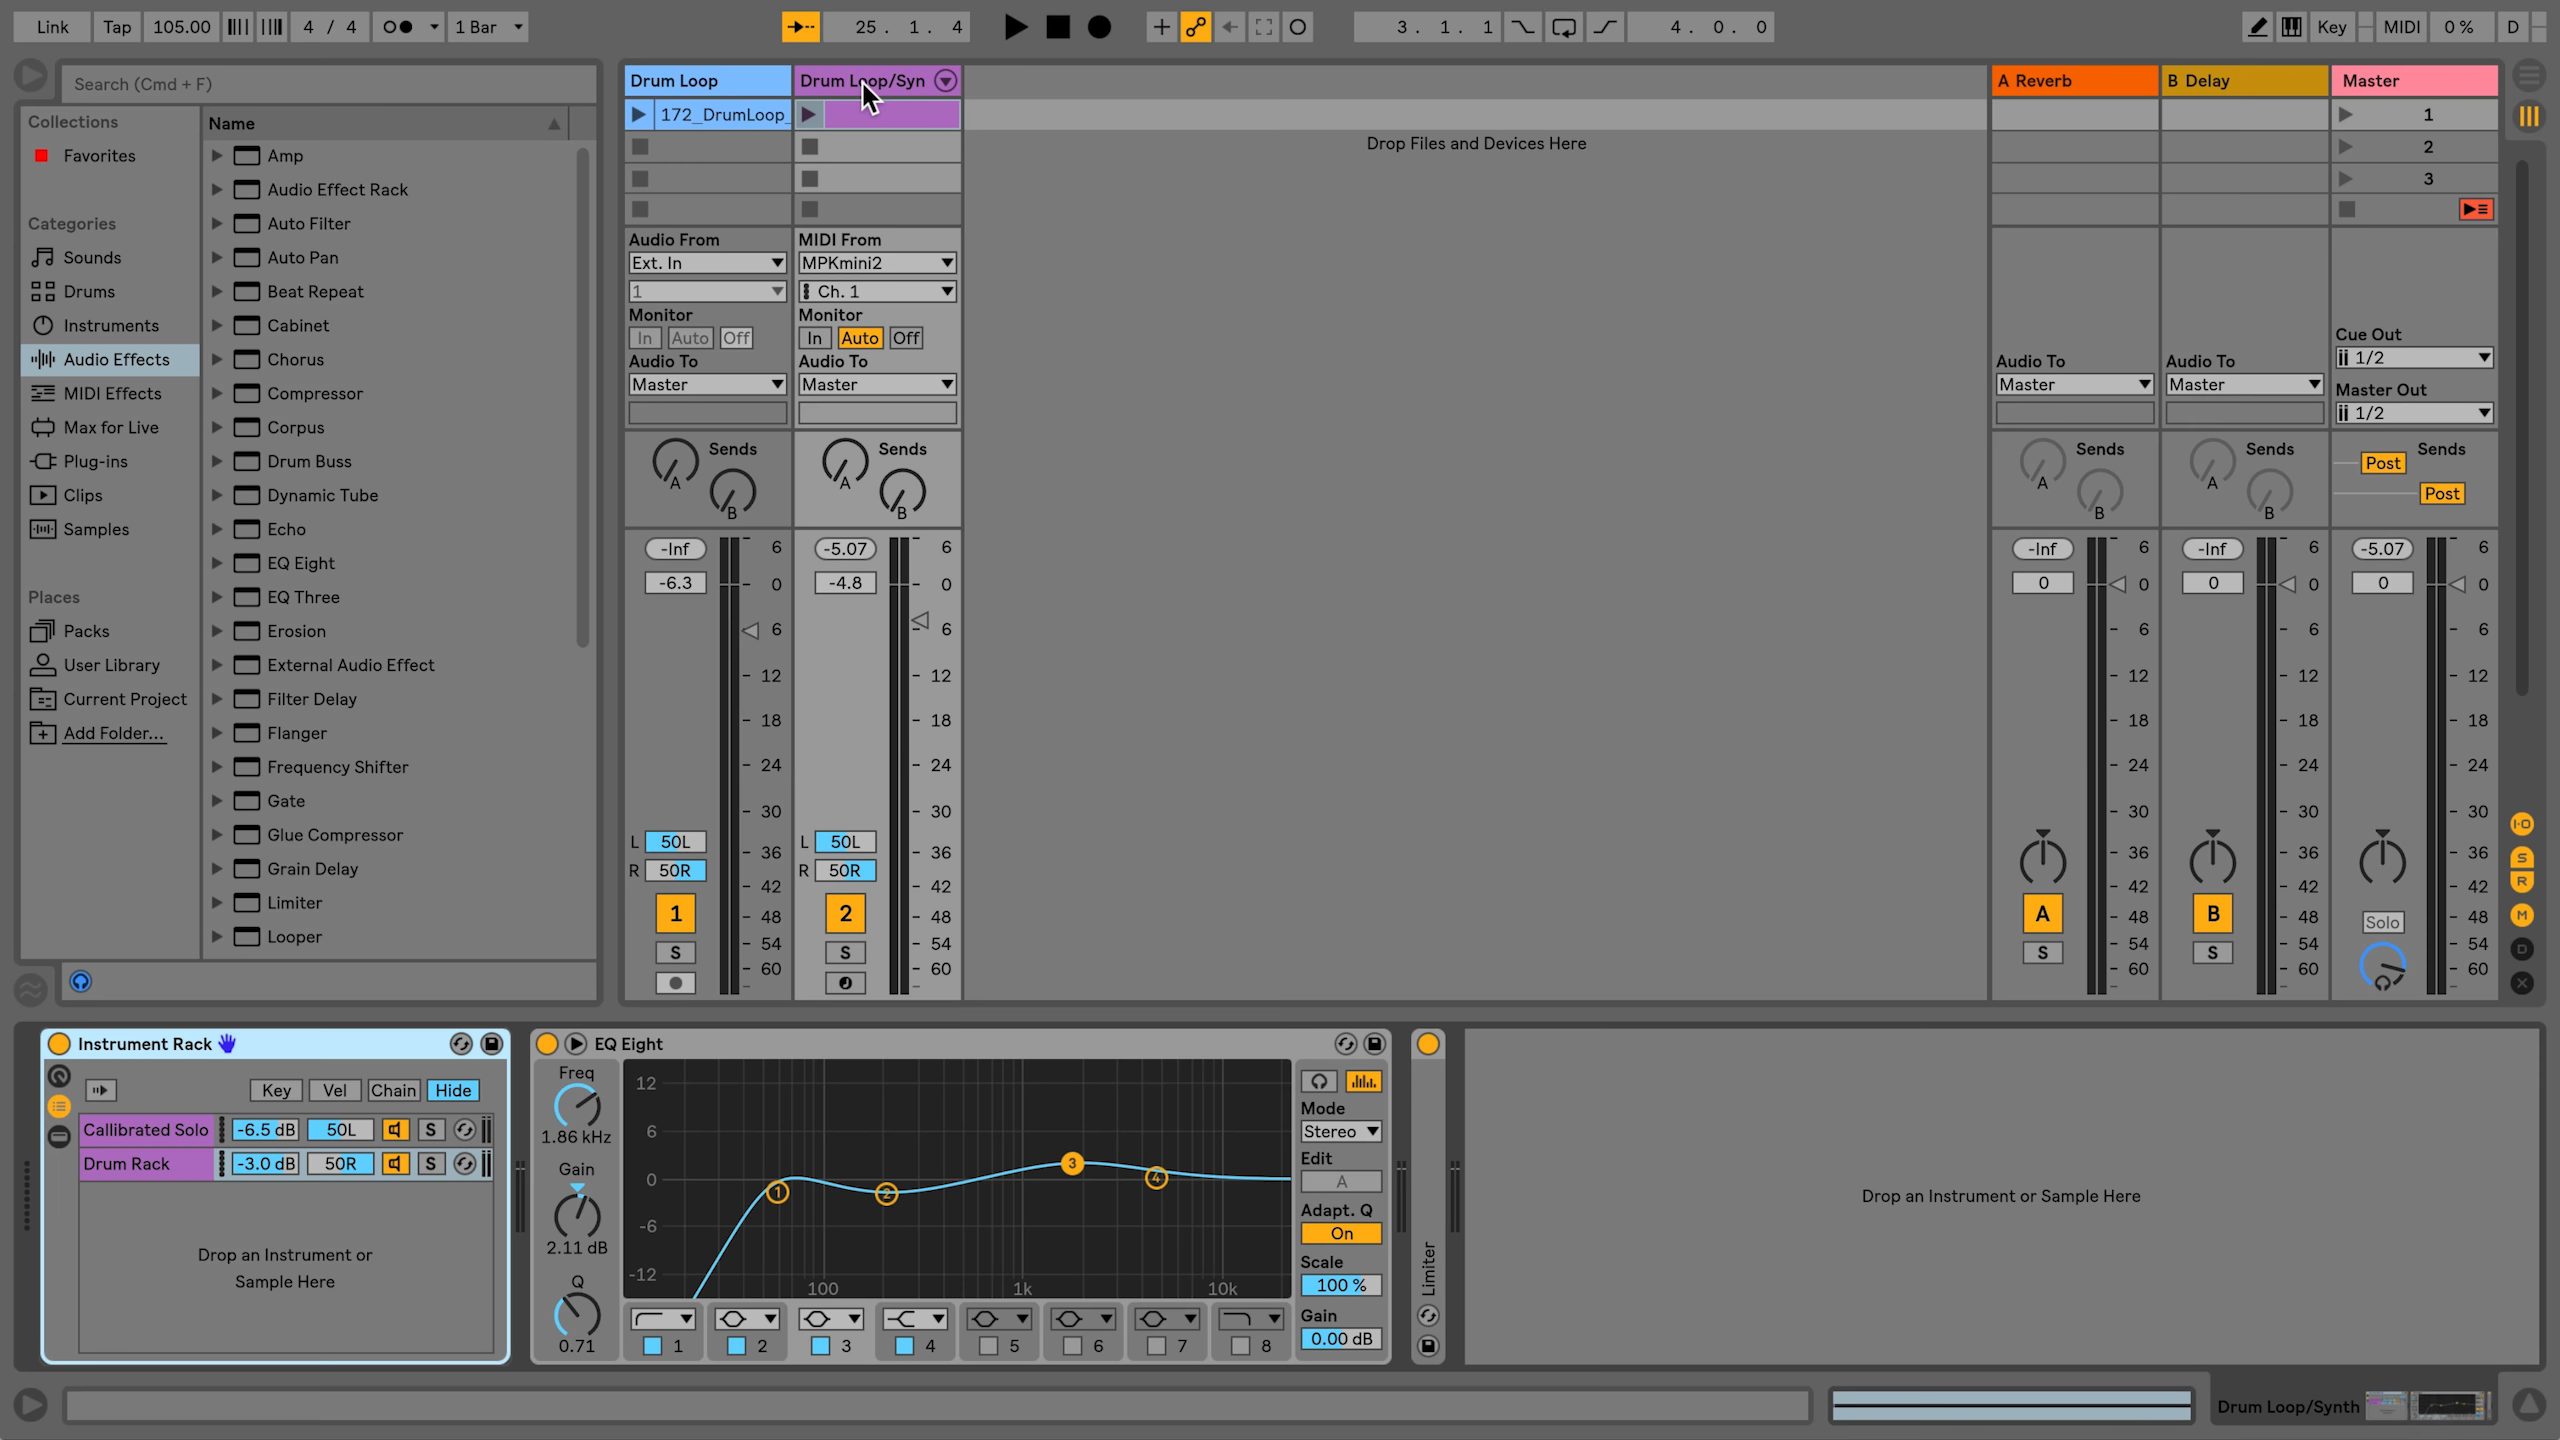 Link Tap 105.00 4 / 4 1 Bar 25. 1. 4 3. 1. 1 4. 0. 0 Key MIDI 0 % D
Search (Cmd + F)
Collections
Favorites
Categories
Sounds
Drums
Instruments
Audio Effects
MIDI Effects
Max for Live
Plug-ins
Clips
Samples
Places
Packs
User Library
Current Project
Add Folder...
Name
Amp
Audio Effect Rack
Auto Filter
Auto Pan
Beat Repeat
Cabinet
Chorus
Compressor
Corpus
Drum Buss
Dynamic Tube
Echo
EQ Eight
EQ Three
Erosion
External Audio Effect
Filter Delay
Flanger
Frequency Shifter
Gate
Glue Compressor
Grain Delay
Limiter
Looper
Drum Loop
172_DrumLoop_
Audio From
Ext. In
1
Monitor
In Auto Off
Audio To
Master
Sends
A
B
-Inf
-6.3
6
0
6
12
18
24
30
36
42
48
54
60
L 50L
R 50R
1
S
Drum Loop/Syn
MIDI From
MPKmini2
Ch. 1
Monitor
In Auto Off
Audio To
Master
Sends
A
B
-5.07
-4.8
6
0
6
12
18
24
30
36
42
48
54
60
L 50L
R 50R
2
S
Drop Files and Devices Here
A Reverb
Audio To
Master
Sends
A
B
-Inf
0
6
0
6
12
18
24
30
36
42
48
54
60
A
S
B Delay
Audio To
Master
Sends
A
B
-Inf
0
6
0
6
12
18
24
30
36
42
48
54
60
B
S
Master
1
2
3
Cue Out
1/2
Master Out
1/2
Sends
Post
Post
-5.07
0
6
0
6
12
18
24
30
36
42
48
54
60
Solo
I-O
S
R
M
D
X
Instrument Rack
Key Vel Chain Hide
Callibrated Solo -6.5 dB 50L S
Drum Rack -3.0 dB 50R S
Drop an Instrument or
Sample Here
EQ Eight
Freq
1.86 kHz
Gain
2.11 dB
Q
0.71
12
6
0
-6
-12
100 1k 10k
1 2 3 4
1 2 3 4 5 6 7 8
Mode
Stereo
Edit
A
Adapt. Q
On
Scale
100 %
Gain
0.00 dB
Limiter
Drop an Instrument or Sample Here
Drum Loop/Synth